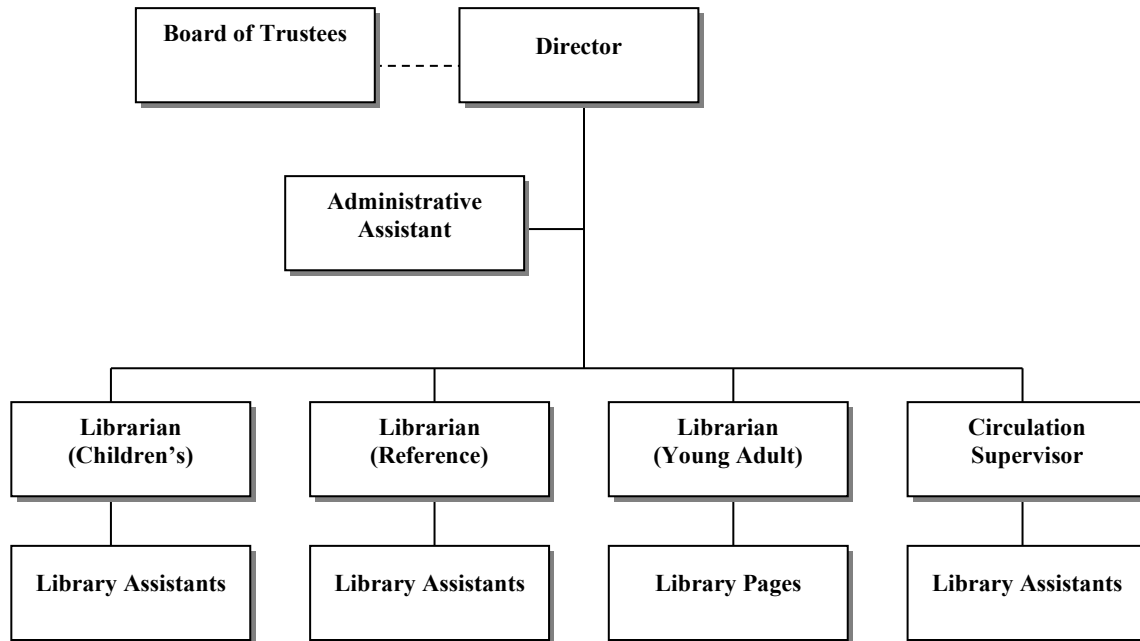 Board of Trustees
Director
Administrative
Assistant
Librarian
(Children’s)
Librarian
(Reference)
Librarian
(Young Adult)
Circulation
Supervisor
Library Assistants
Library Assistants
Library Pages
Library Assistants